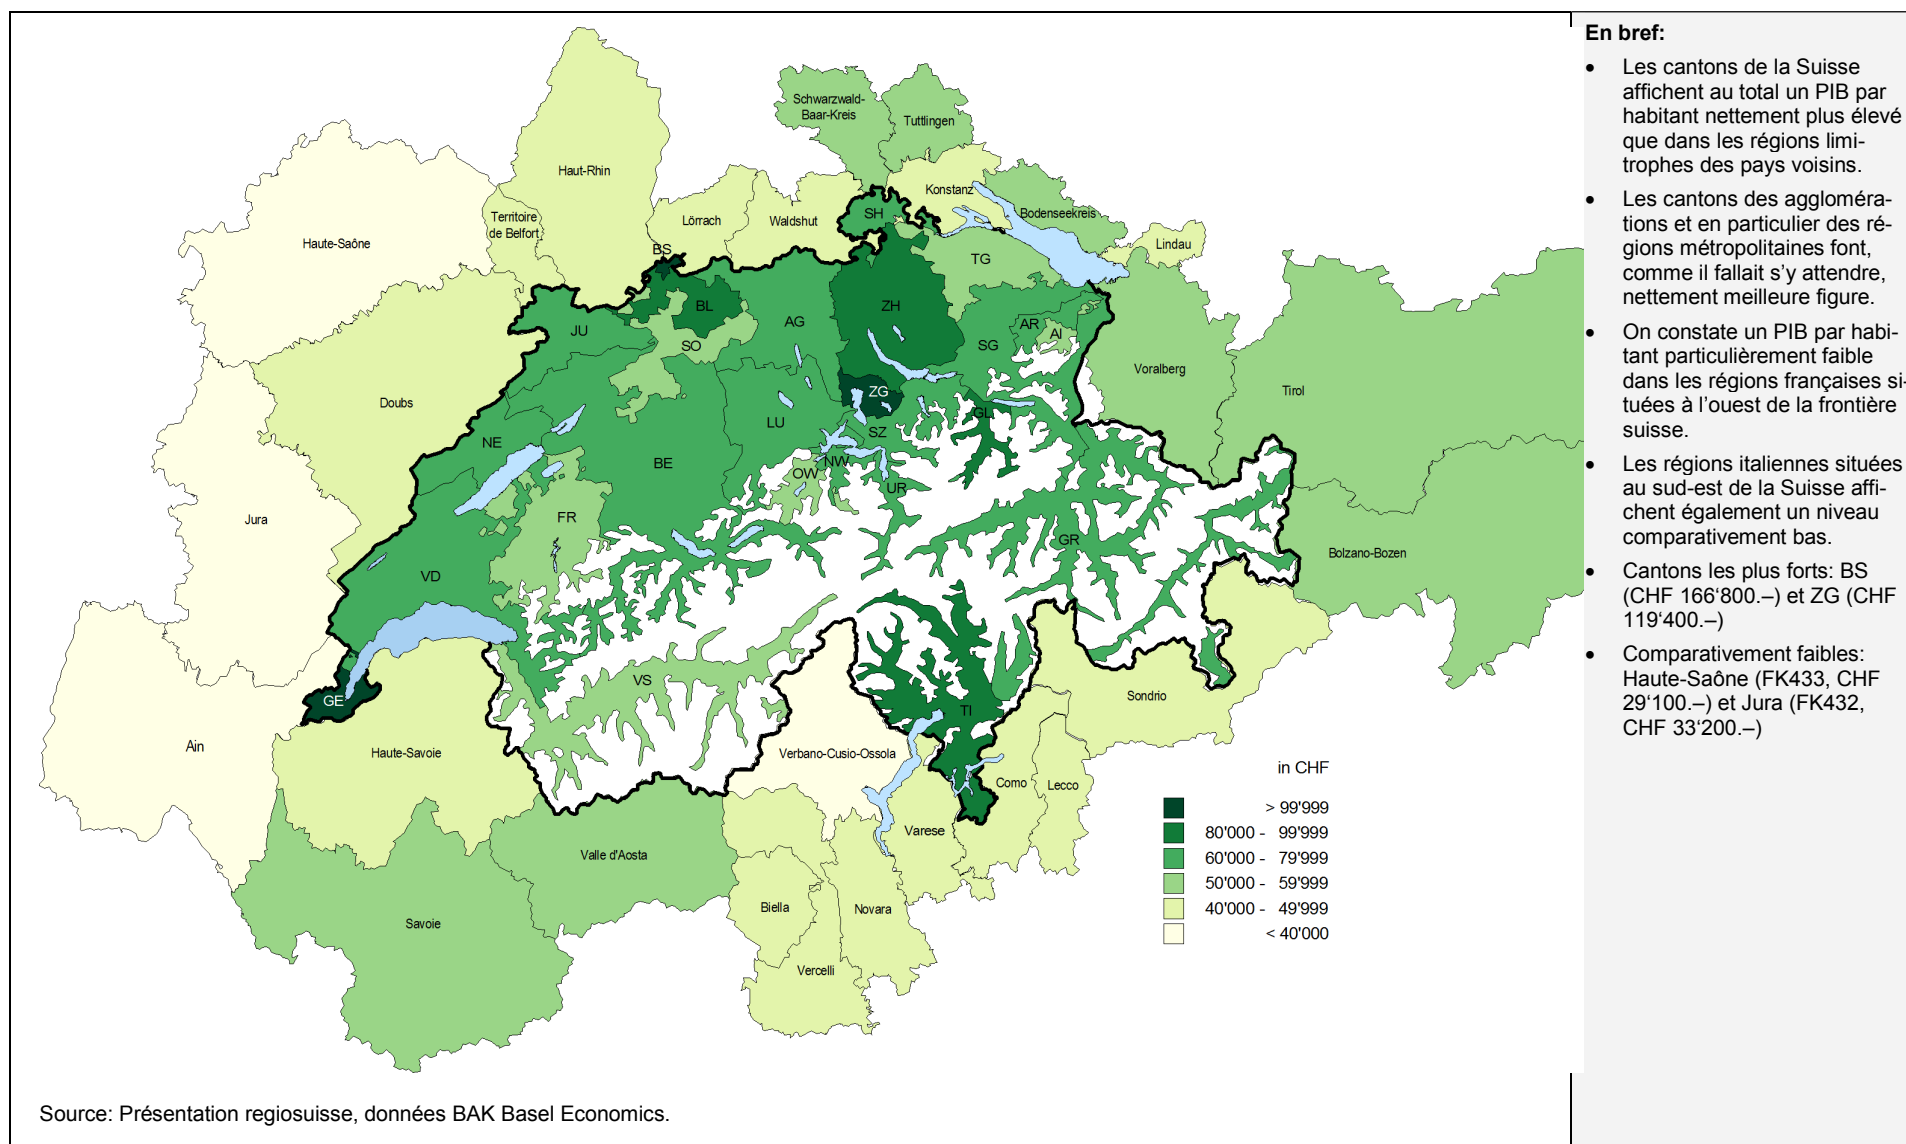 Schwarzwald-
Baar-Kreis
Tuttlingen
Haut-Rhin
Konstanz
Bodenseekreis
Territoire
de Belfort
Lörrach
Waldshut
SH
Haute-Saône
Lindau
BS
TG
BL
ZH
JU
AG
AR
AI
SO
SG
Voralberg
Tirol
Doubs
ZG
GL
LU
SZ
NE
BE
NW
OW
UR
Jura
FR
GR
Bolzano-Bozen
VD
VS
Sondrio
GE
TI
Ain
Haute-Savoie
Verbano-Cusio-Ossola
Como
Lecco
Varese
Valle d'Aosta
Biella
Novara
Savoie
Vercelli
in CHF
> 99'999
80'000 - 99'999
60'000 - 79'999
50'000 - 59'999
40'000 - 49'999
< 40'000
Source: Présentation regiosuisse, données BAK Basel Economics.
En bref:
• Les cantons de la Suisse
affichent au total un PIB par
habitant nettement plus élevé
que dans les régions limi-
trophes des pays voisins.
• Les cantons des aggloméra-
tions et en particulier des ré-
gions métropolitaines font,
comme il fallait s’y attendre,
nettement meilleure figure.
• On constate un PIB par habi-
tant particulièrement faible
dans les régions françaises si-
tuées à l’ouest de la frontière
suisse.
• Les régions italiennes situées
au sud-est de la Suisse affi-
chent également un niveau
comparativement bas.
• Cantons les plus forts: BS
(CHF 166‘800.–) et ZG (CHF
119‘400.–)
• Comparativement faibles:
Haute-Saône (FK433, CHF
29‘100.–) et Jura (FK432,
CHF 33‘200.–)